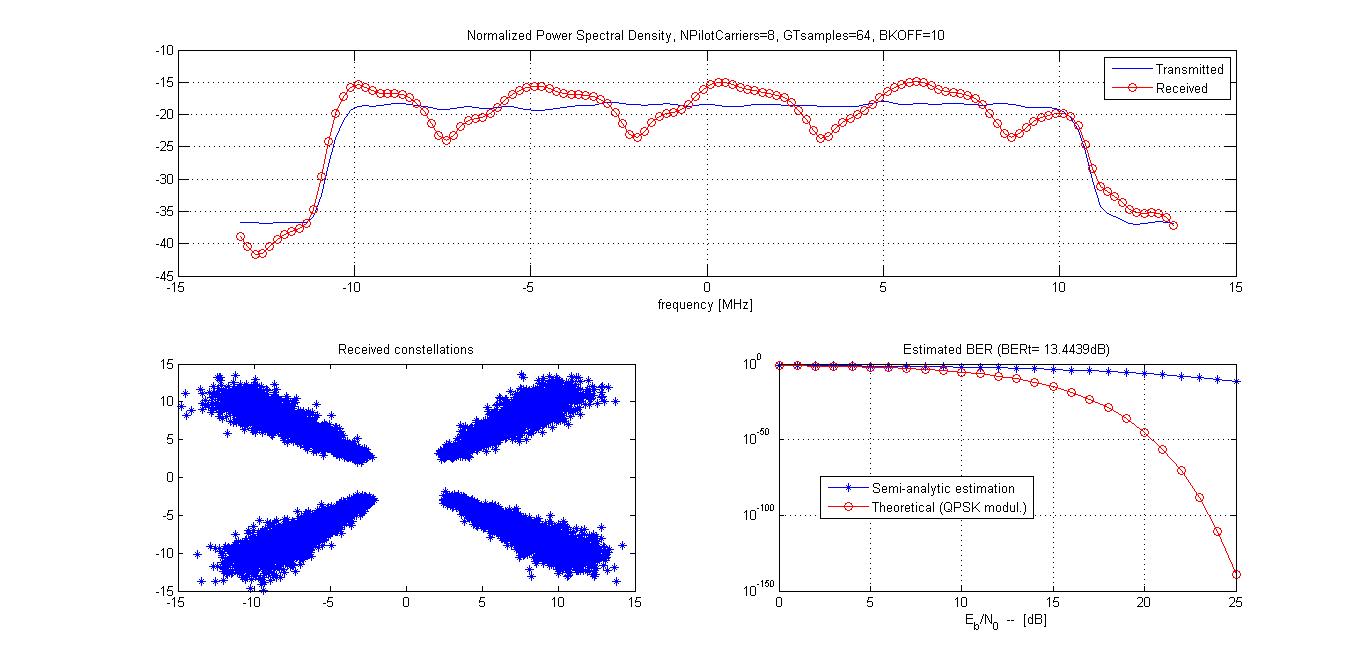 Normalized Power Spectral Density, NPilotCarriers=8, GTsamples=64, BKOFF=10
-10
-15
-20
-25
-30
-35
-40
-45
Transmitted
Received
-15 -10 -5 0 5 10 15
frequency [MHz]
Received constellations
15
10
5
0
-5
-10
-15
-15 -10 -5 0 5 10 15
Estimated BER (BERt= 13.4439dB)
10^0
10^-50
10^-100
10^-150
Semi-analytic estimation
Theoretical (QPSK modul.)
0 5 10 15 20 25
E_b/N_0 -- [dB]